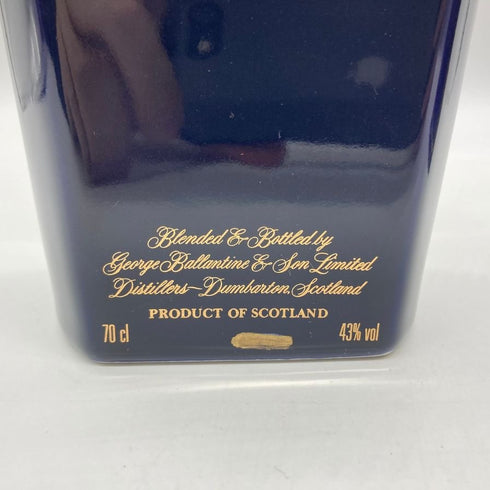 Blended & Bottled by
George Ballantine & Son Limited
Distillers-Dumbarton, Scotland
PRODUCT OF SCOTLAND
70 cl 43% vol